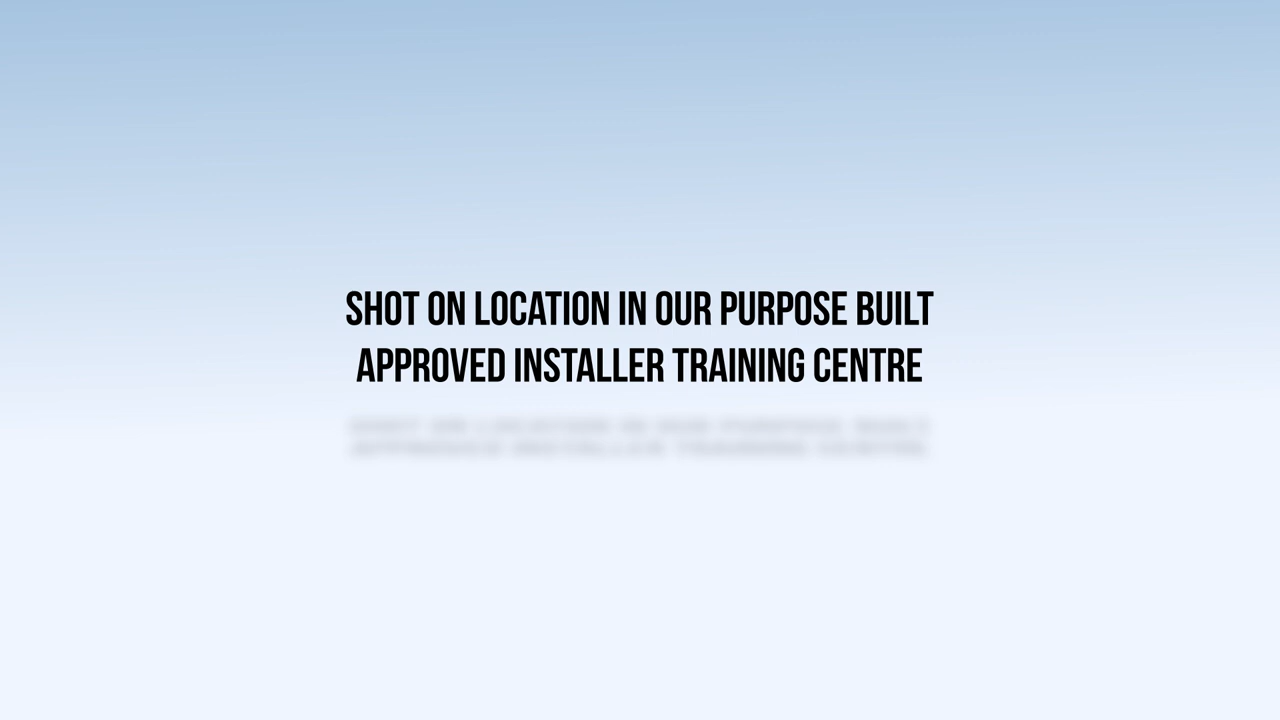 SHOT ON LOCATION IN OUR PURPOSE BUILT
APPROVED INSTALLER TRAINING CENTRE